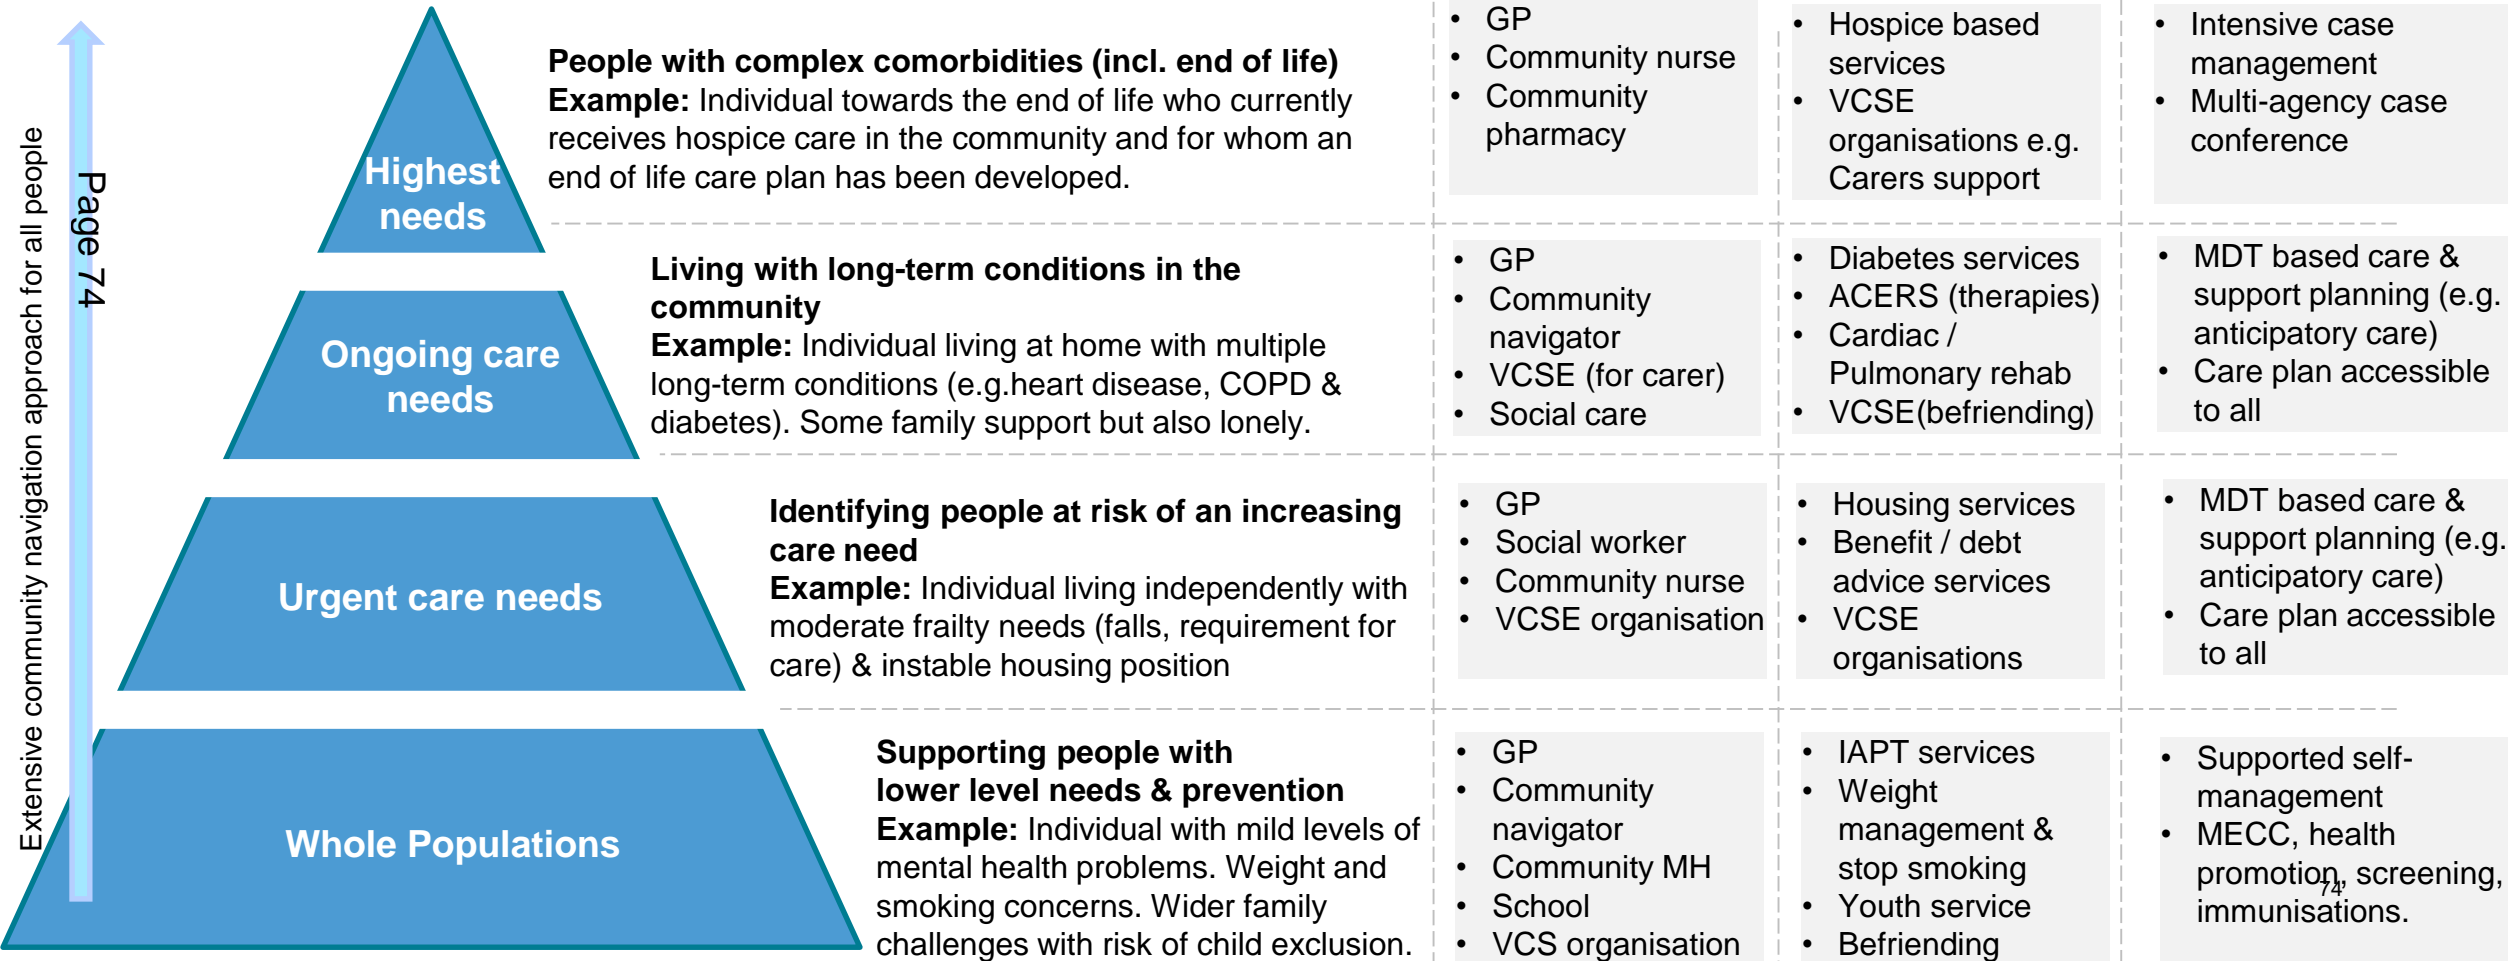 Extensive community navigation approach for all people
Page 74
Highest
needs
People with complex comorbidities (incl. end of life)
Example: Individual towards the end of life who currently
receives hospice care in the community and for whom an
end of life care plan has been developed.
• GP
• Community nurse
• Community
pharmacy
• Hospice based
services
• VCSE
organisations e.g.
Carers support
• Intensive case
management
• Multi-agency case
conference
Ongoing care
needs
Living with long-term conditions in the
community
Example: Individual living at home with multiple
long-term conditions (e.g.heart disease, COPD &
diabetes). Some family support but also lonely.
• GP
• Community
navigator
• VCSE (for carer)
• Social care
• Diabetes services
• ACERS (therapies)
• Cardiac /
Pulmonary rehab
• VCSE(befriending)
• MDT based care &
support planning (e.g.
anticipatory care)
• Care plan accessible
to all
Urgent care needs
Identifying people at risk of an increasing
care need
Example: Individual living independently with
moderate frailty needs (falls, requirement for
care) & instable housing position
• GP
• Social worker
• Community nurse
• VCSE organisation
• Housing services
• Benefit / debt
advice services
• VCSE
organisations
• MDT based care &
support planning (e.g.
anticipatory care)
• Care plan accessible
to all
Whole Populations
Supporting people with
lower level needs & prevention
Example: Individual with mild levels of
mental health problems. Weight and
smoking concerns. Wider family
challenges with risk of child exclusion.
• GP
• Community
navigator
• Community MH
• School
• VCS organisation
• IAPT services
• Weight
management &
stop smoking
• Youth service
• Befriending
• Supported self-
management
• MECC, health
promotion, screening,
immunisations.
74